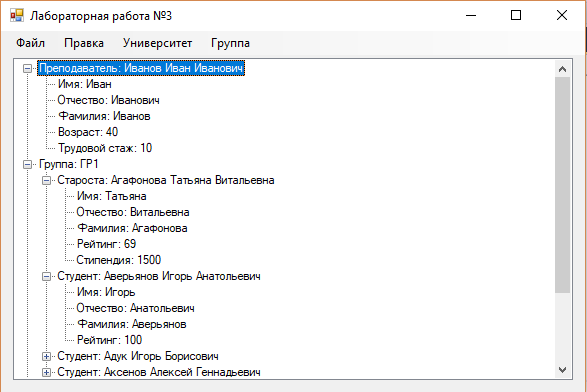 Лабораторная работа №3
Файл Правка Университет Группа
Преподаватель: Иванов Иван Иванович
Имя: Иван
Отчество: Иванович
Фамилия: Иванов
Возраст: 40
Трудовой стаж: 10
Группа: ГР1
Староста: Агафонова Татьяна Витальевна
Имя: Татьяна
Отчество: Витальевна
Фамилия: Агафонова
Рейтинг: 69
Стипендия: 1500
Студент: Аверьянов Игорь Анатольевич
Имя: Игорь
Отчество: Анатольевич
Фамилия: Аверьянов
Рейтинг: 100
Студент: Адук Игорь Борисович
Студент: Аксенов Алексей Геннадьевич